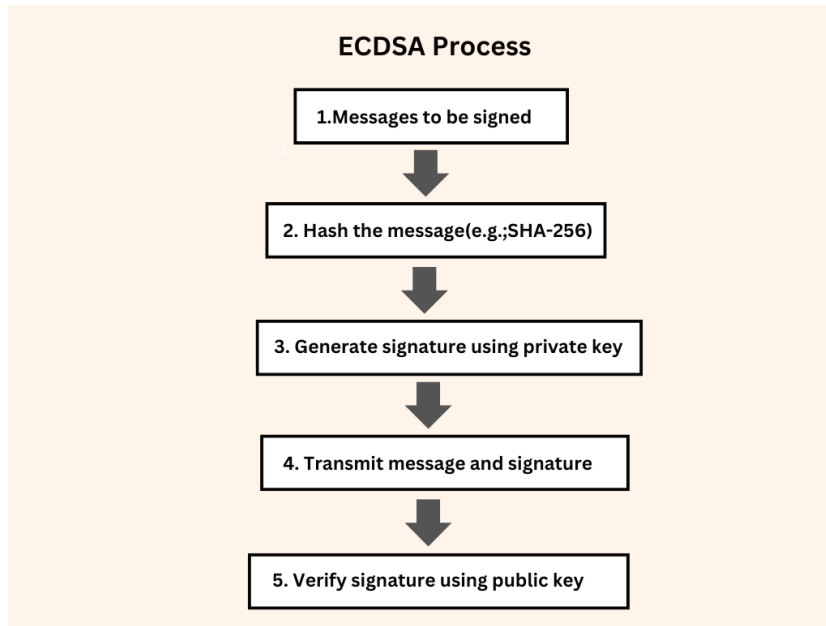 ECDSA Process
1.Messages to be signed
2. Hash the message(e.g.;SHA-256)
3. Generate signature using private key
4. Transmit message and signature
5. Verify signature using public key